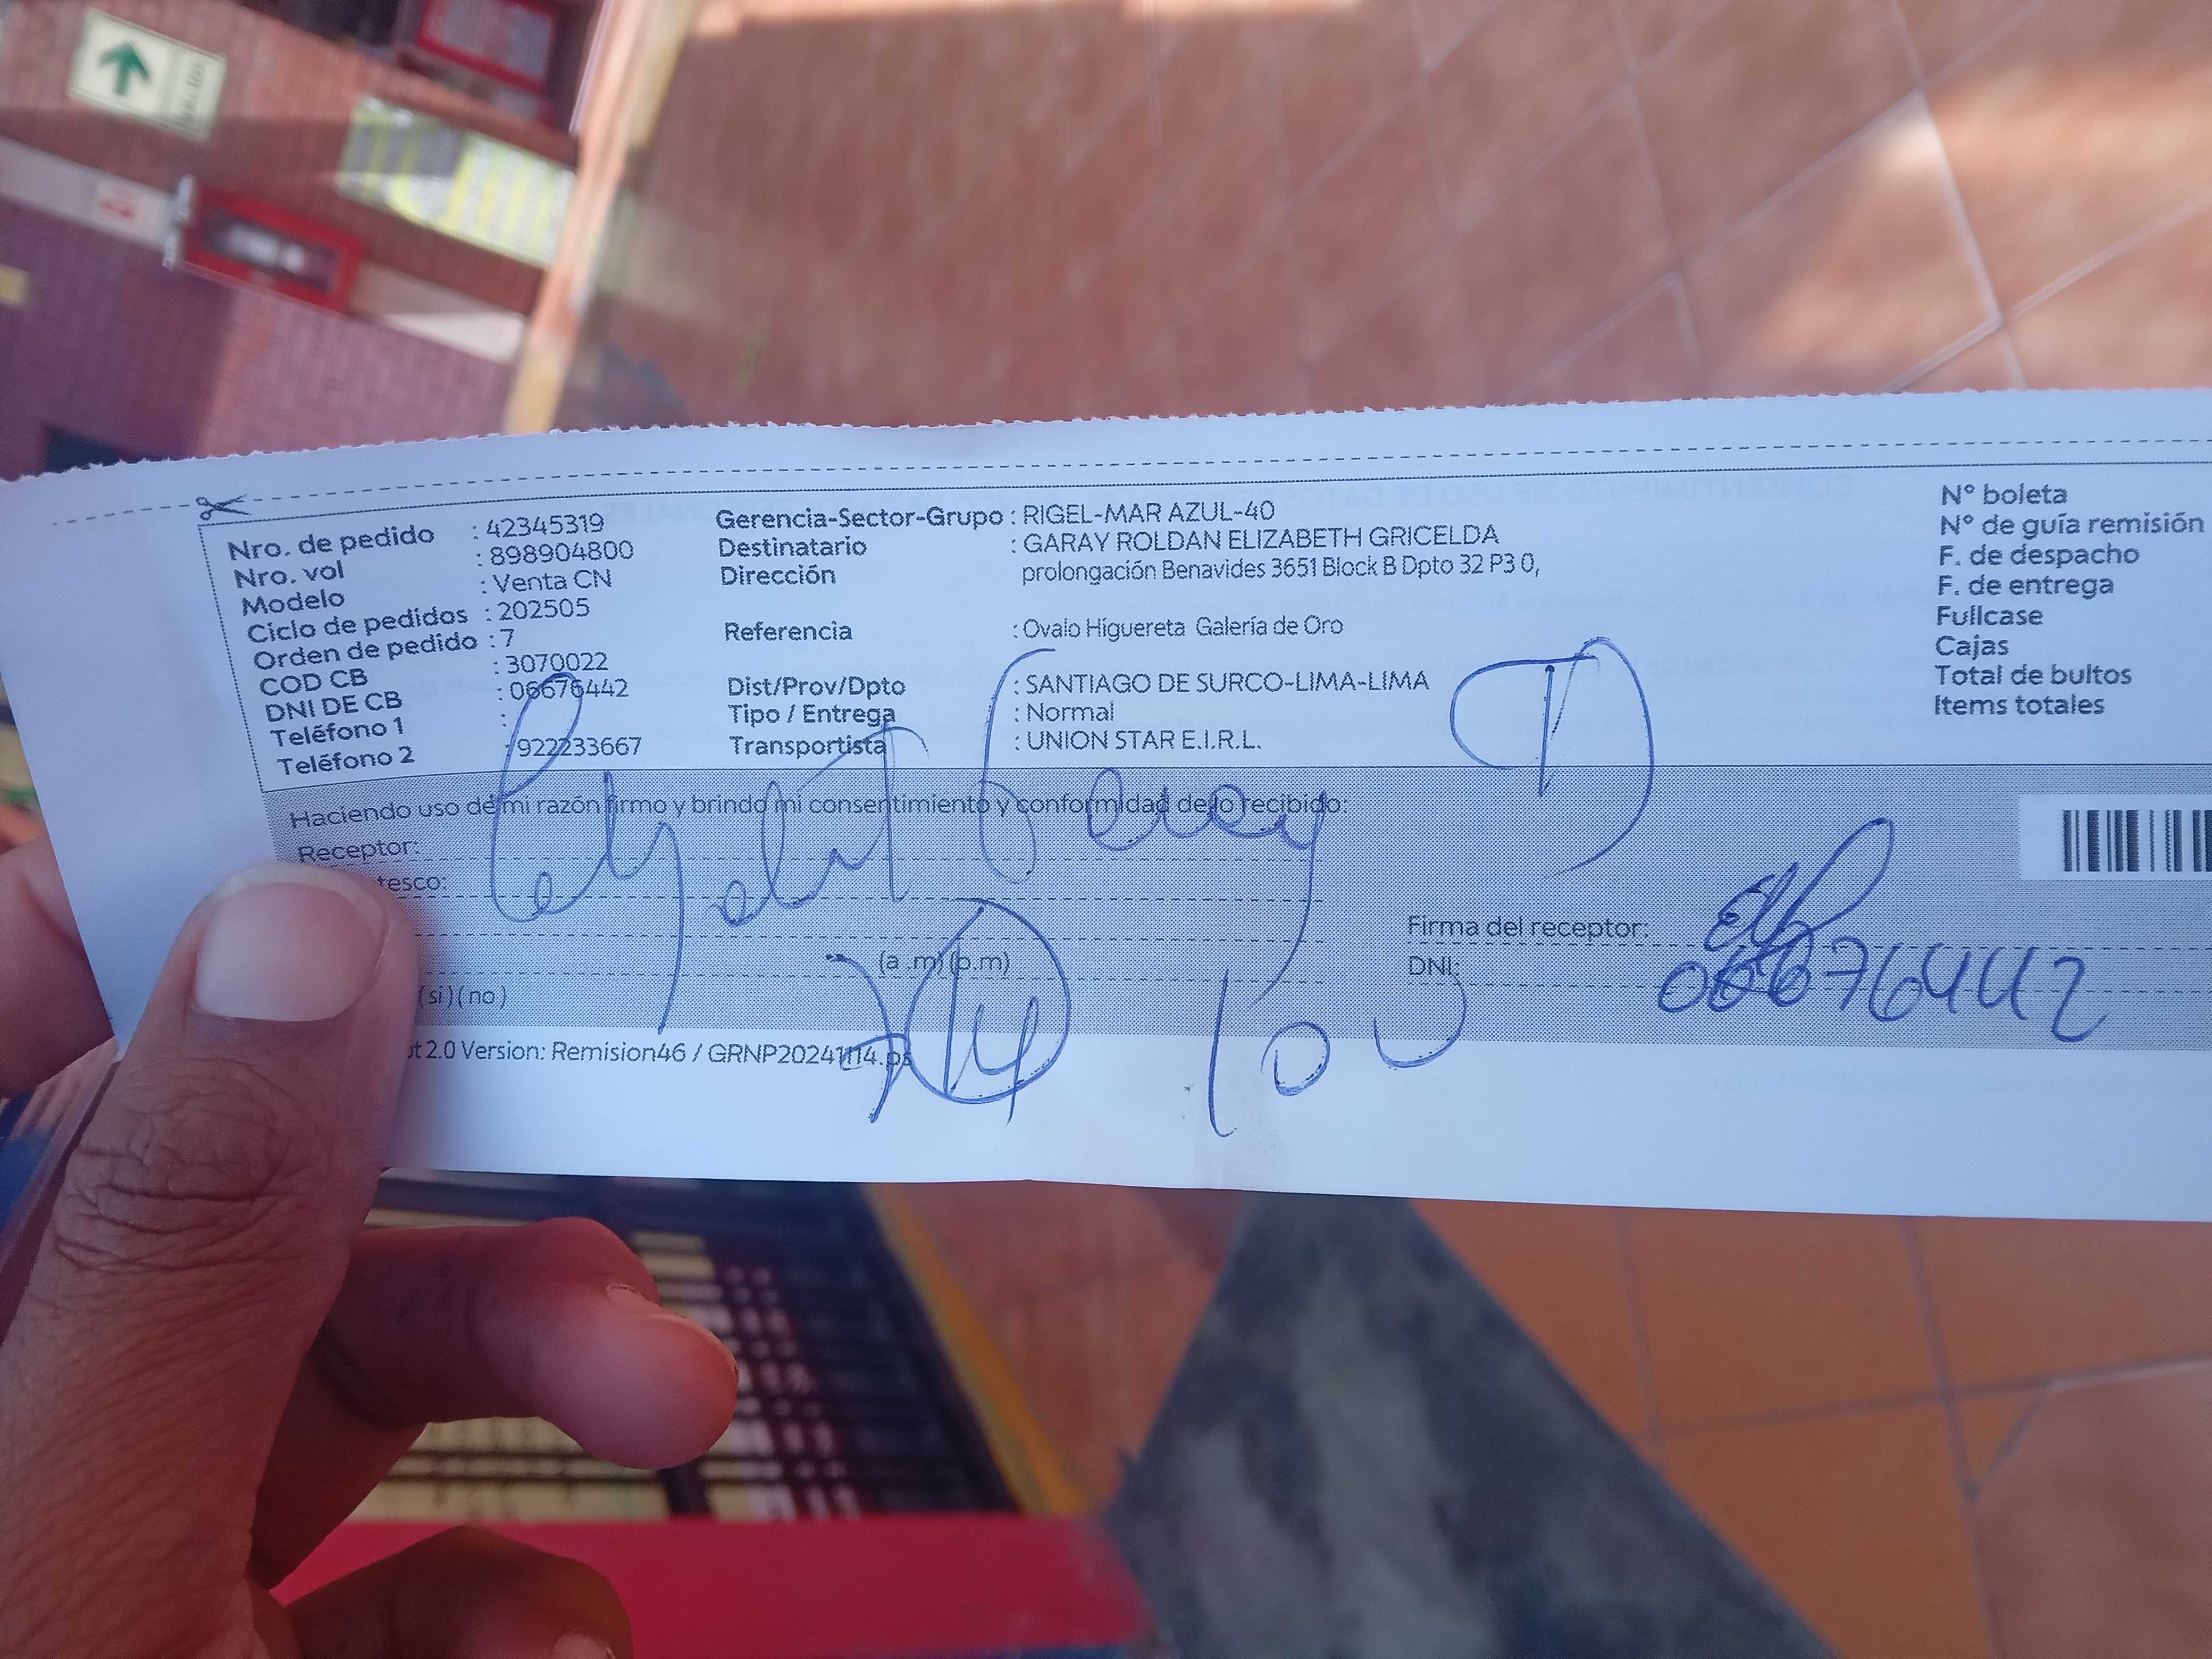 Nro. de pedido : 42345319
Nro. vol : 898904800
Modelo : Venta CN
Ciclo de pedidos : 202505
Orden de pedido : 7
COD CB : 3070022
DNI DE CB : 06676442
Teléfono 1 :
Teléfono 2 : 922233667
Gerencia-Sector-Grupo : RIGEL-MAR AZUL-40
Destinatario : GARAY ROLDAN ELIZABETH GRICELDA
Dirección prolongación Benavides 3651 Block B Dpto 32 P3 0,
Referencia : Ovalo Higuereta Galería de Oro
Dist/Prov/Dpto : SANTIAGO DE SURCO-LIMA-LIMA
Tipo / Entrega : Normal
Transportista : UNION STAR E.I.R.L.
N° boleta
N° de guía remisión
F. de despacho
F. de entrega
Fullcase
Cajas
Total de bultos
Items totales
Haciendo uso de mi razón firmo y brindo mi consentimiento y conformidad de lo recibido:
Receptor:
tesco:
(a .m) (p.m)
(si) (no)
Firma del receptor:
DNI: 06676442
2.0 Version: Remision46 / GRNP20241114.ps